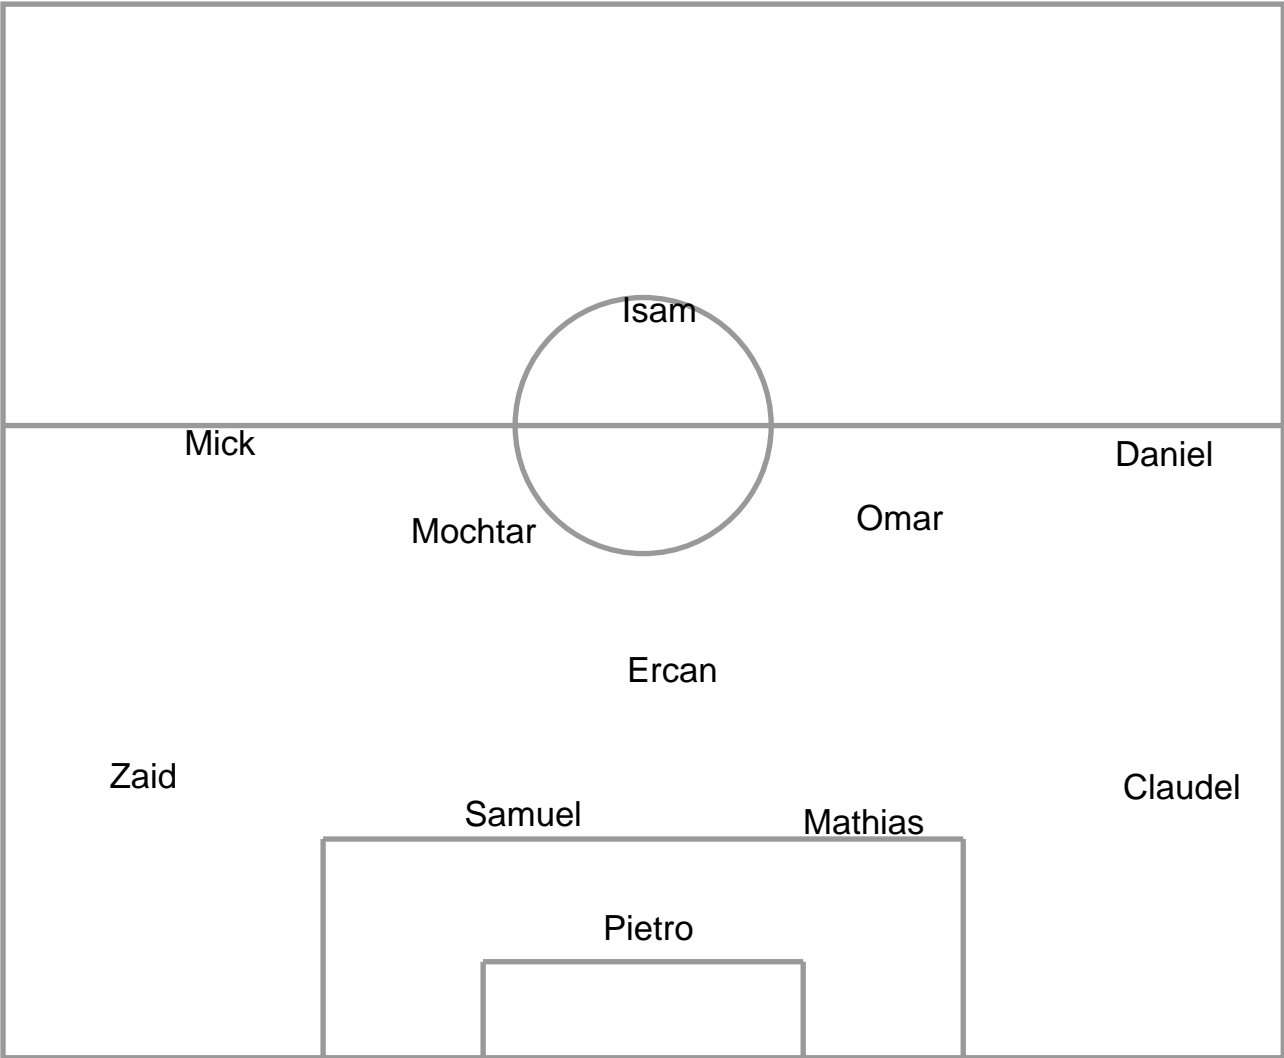 Isam
Mick
Daniel
Mochtar
Omar
Ercan
Zaid
Claudel
Samuel
Mathias
Pietro